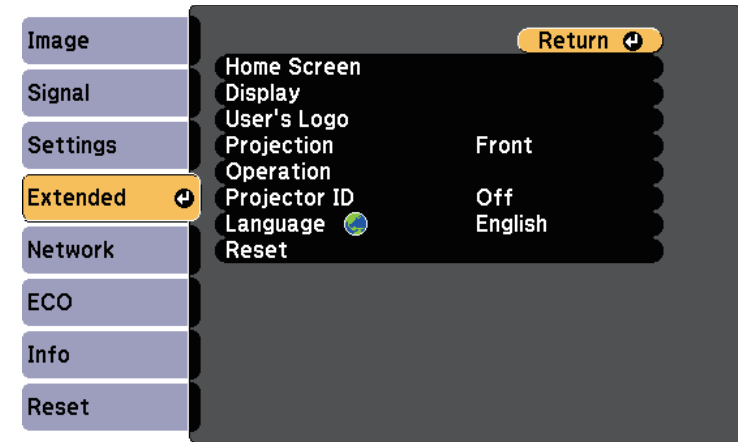 Image
Signal
Settings
Extended
Network
ECO
Info
Reset
Return
Home Screen
Display
User's Logo
Projection Front
Operation
Projector ID Off
Language English
Reset